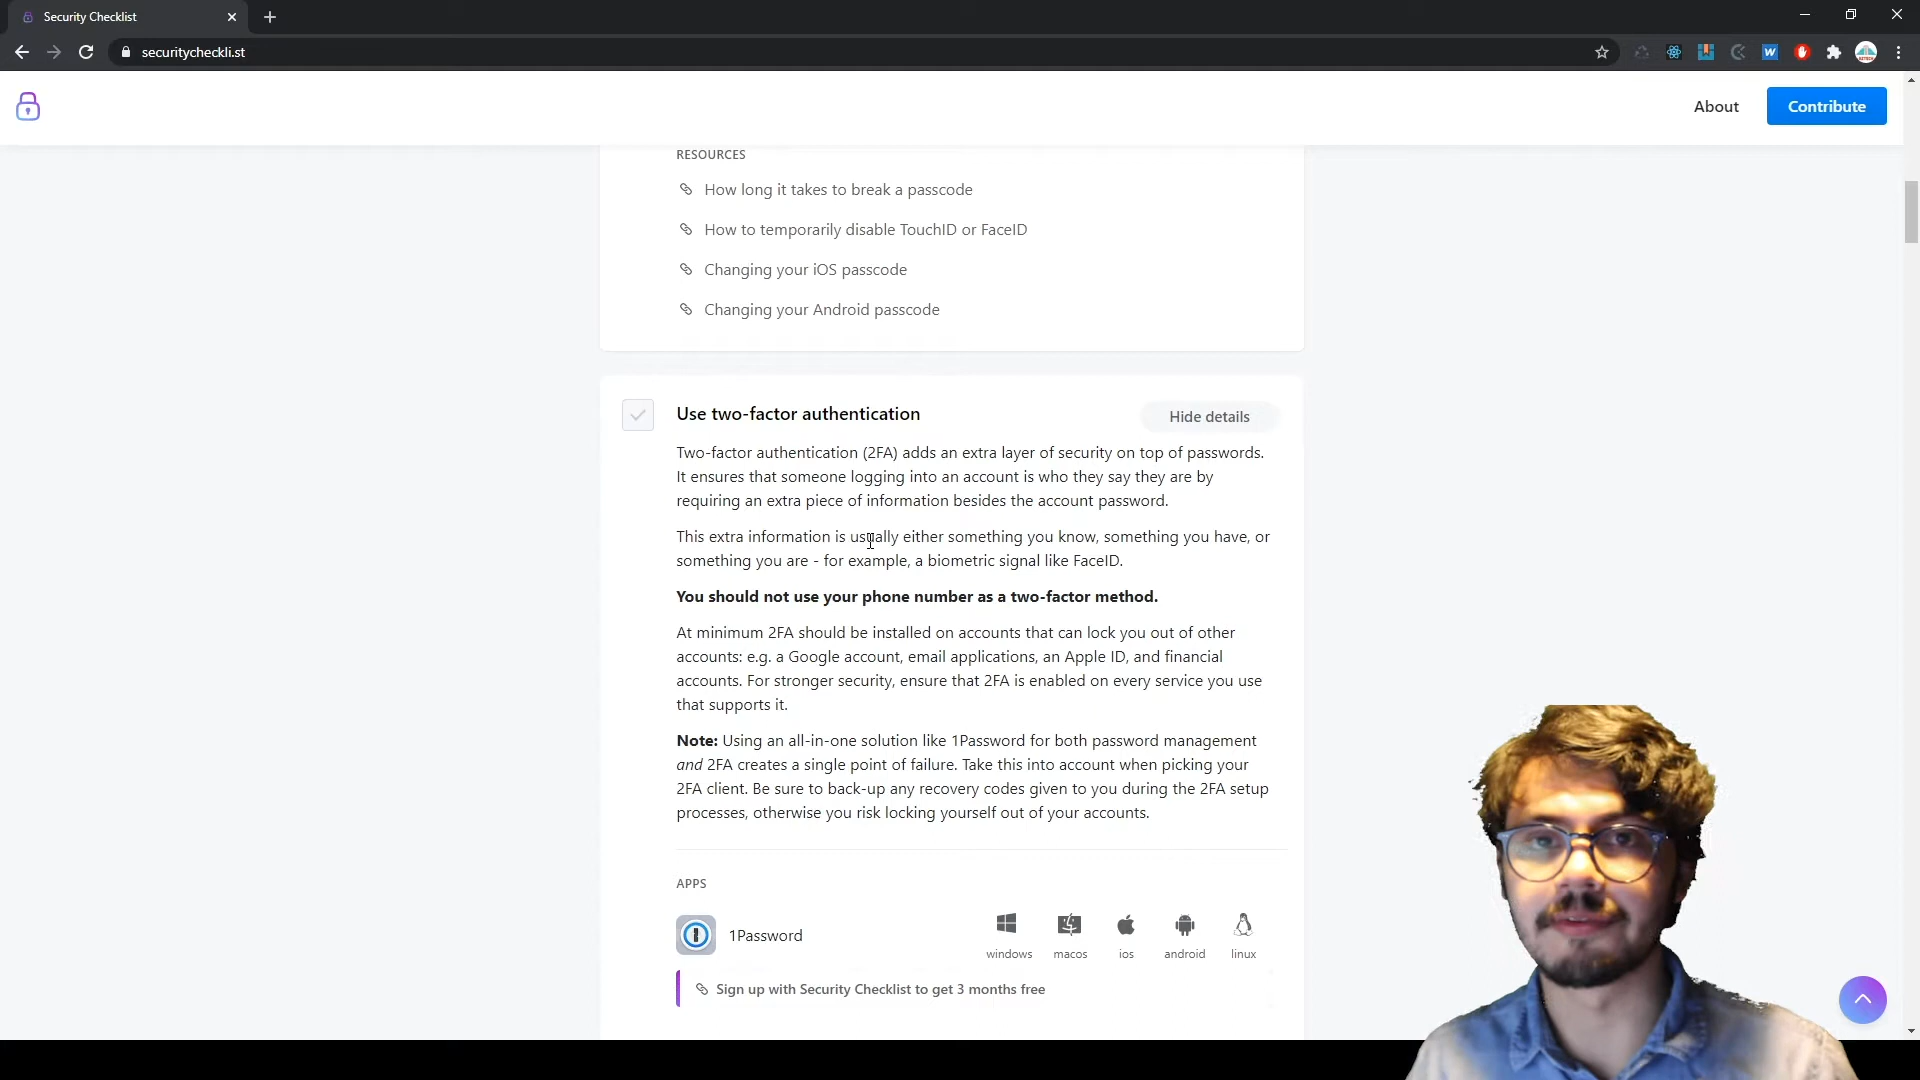 Security Checklist
securitycheckli.st
About
Contribute
RESOURCES
How long it takes to break a passcode
How to temporarily disable TouchID or FaceID
Changing your iOS passcode
Changing your Android passcode
Use two-factor authentication
Hide details
Two-factor authentication (2FA) adds an extra layer of security on top of passwords.
It ensures that someone logging into an account is who they say they are by
requiring an extra piece of information besides the account password.
This extra information is usually either something you know, something you have, or
something you are - for example, a biometric signal like FaceID.
You should not use your phone number as a two-factor method.
At minimum 2FA should be installed on accounts that can lock you out of other
accounts: e.g. a Google account, email applications, an Apple ID, and financial
accounts. For stronger security, ensure that 2FA is enabled on every service you use
that supports it.
Note: Using an all-in-one solution like 1Password for both password management
and 2FA creates a single point of failure. Take this into account when picking your
2FA client. Be sure to back-up any recovery codes given to you during the 2FA setup
processes, otherwise you risk locking yourself out of your accounts.
APPS
1Password
windows macos ios android linux
Sign up with Security Checklist to get 3 months free